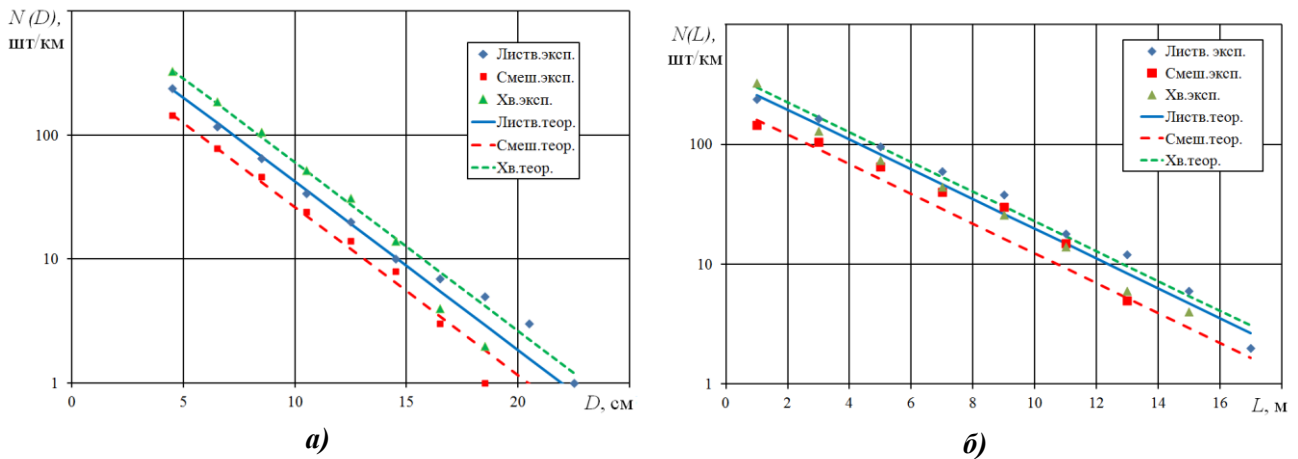 N (D),
шт/км
100
10
1
0
5
10
15
20
D, см
Листв.эксп.
Смеш.эксп.
Хв.эксп.
Листв.теор.
Смеш.теор.
Хв.теор.
а)
N(L),
шт/км
100
10
1
0
2
4
6
8
10
12
14
16
L, м
Листв. эксп.
Смеш.эксп.
Хв.эксп.
Листв.теор.
Смеш.теор.
Хв.теор.
б)